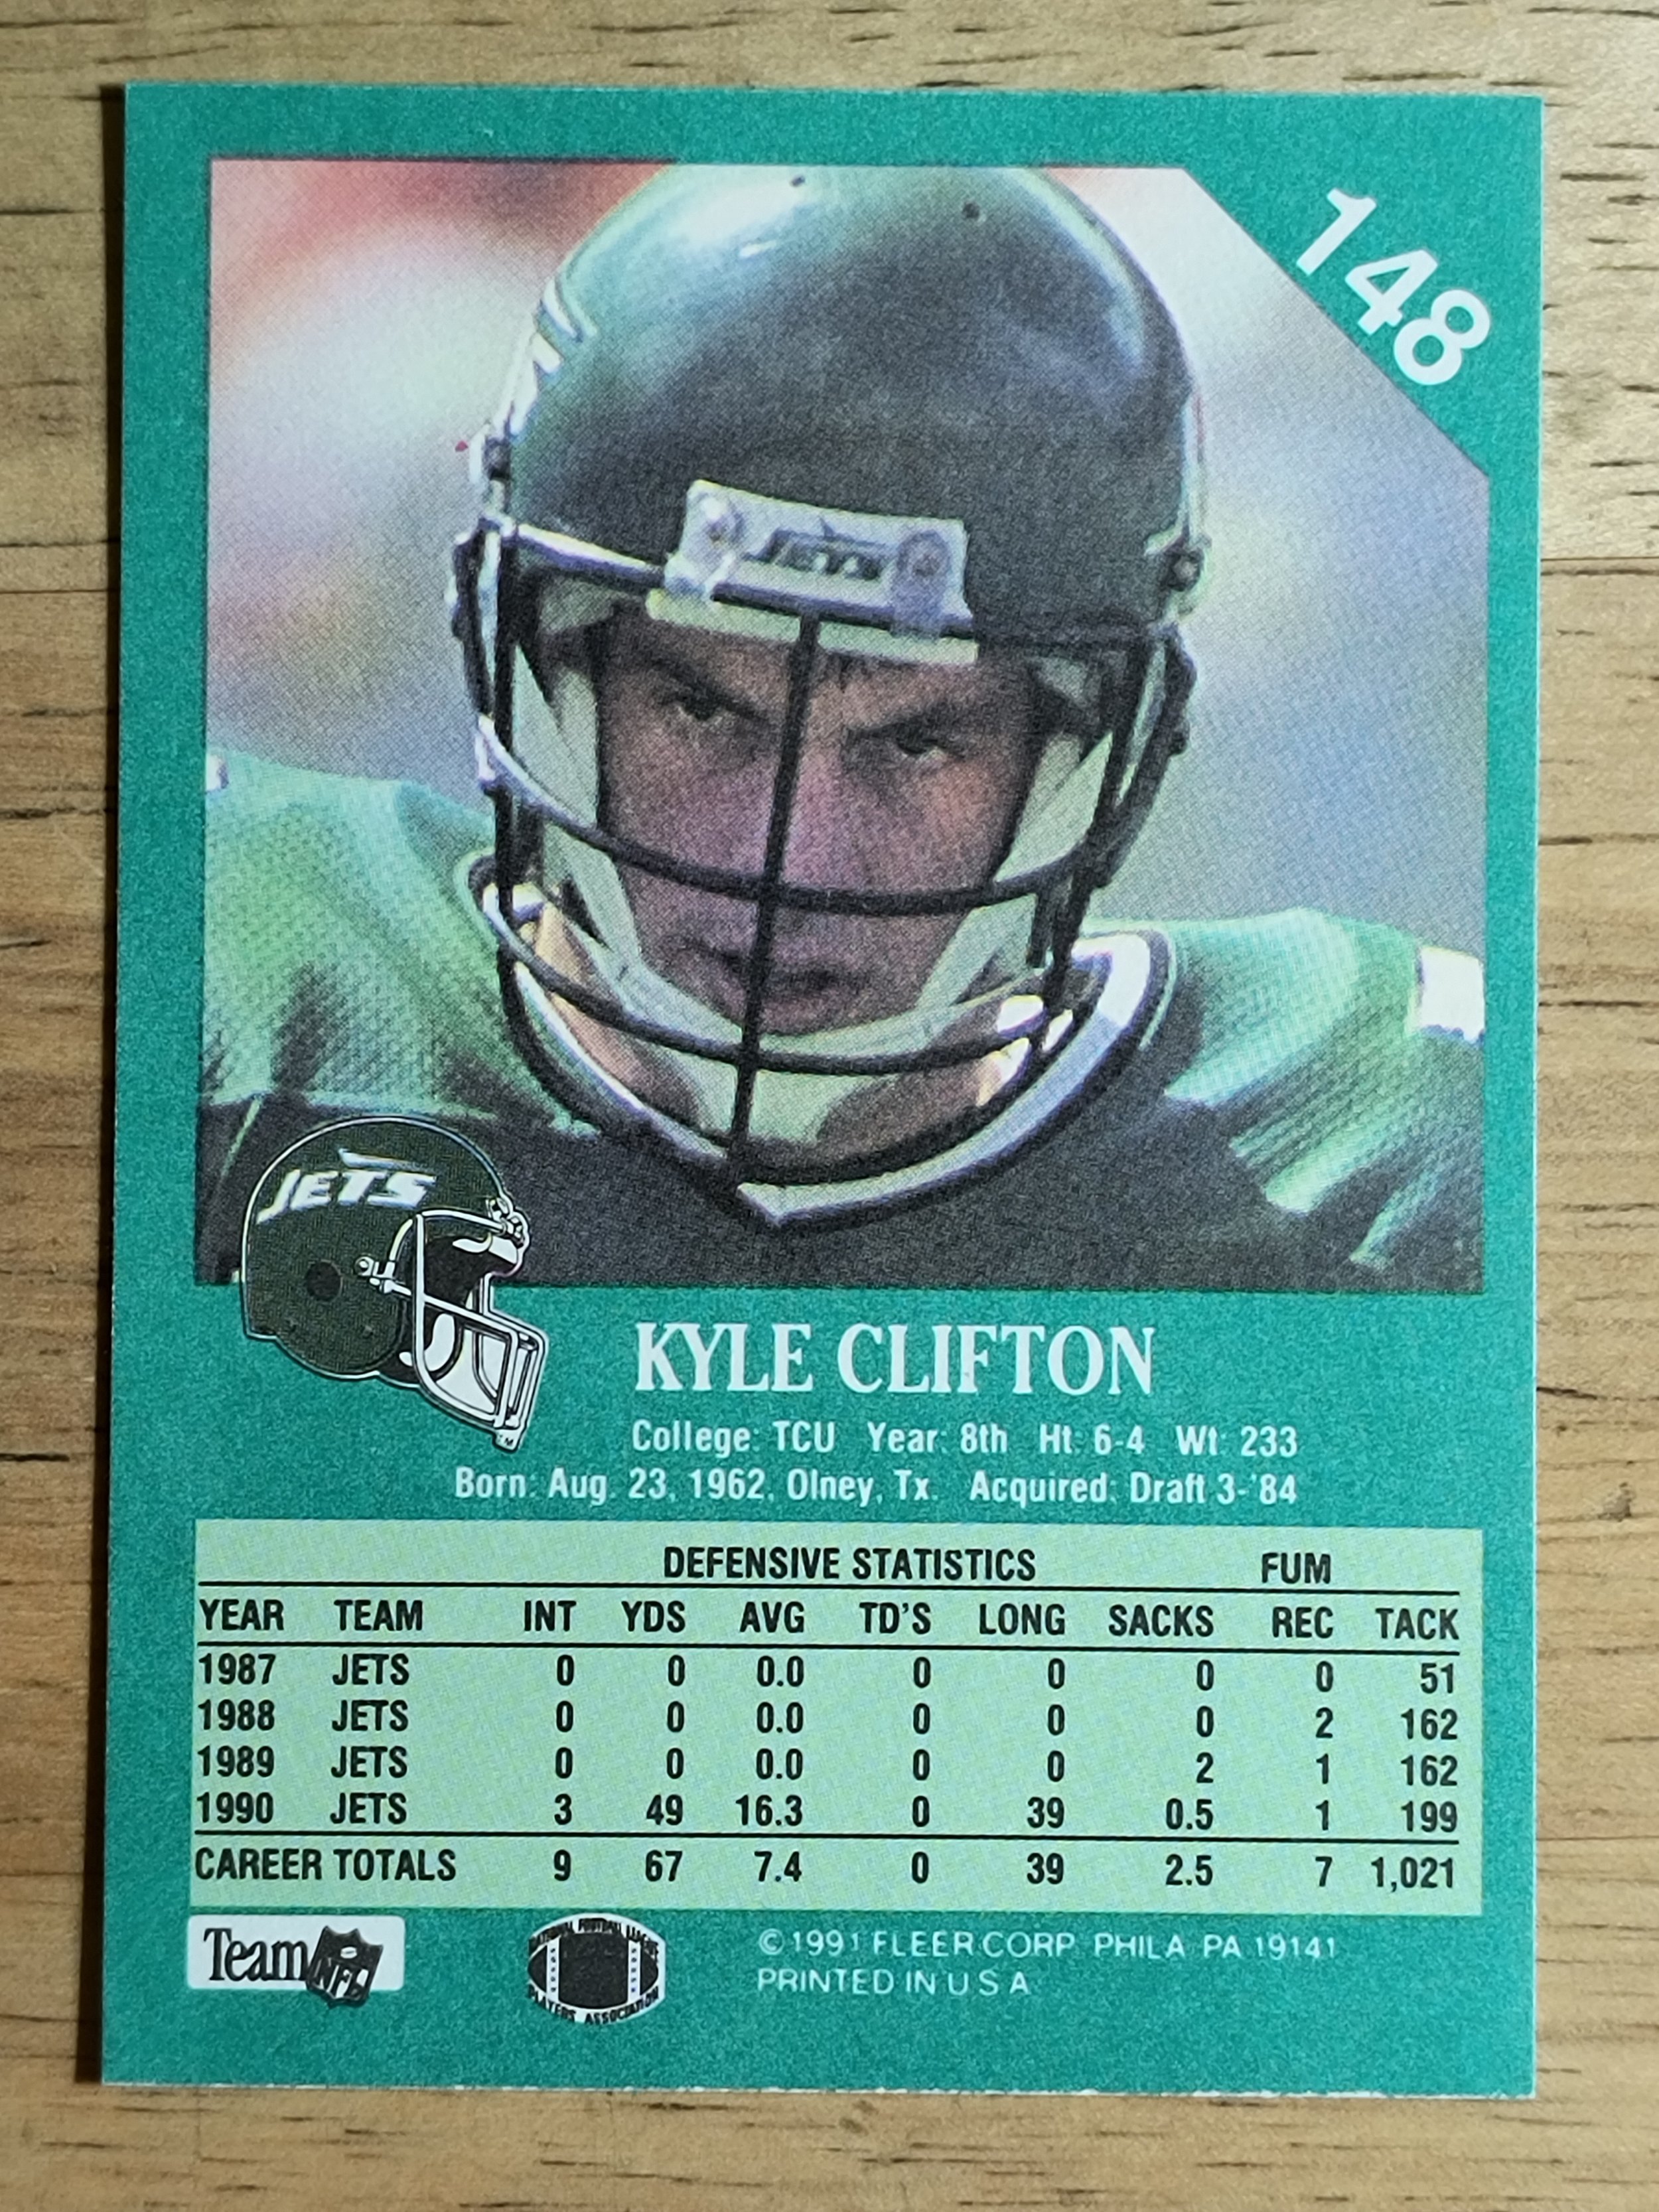 148
JETS
JETS
KYLE CLIFTON
College: TCU Year: 8th Ht: 6-4 Wt: 233
Born: Aug. 23, 1962, Olney, Tx. Acquired: Draft 3-'84
DEFENSIVE STATISTICS FUM
YEAR TEAM INT YDS AVG TD'S LONG SACKS REC TACK
1987 JETS 0 0 0.0 0 0 0 0 51
1988 JETS 0 0 0.0 0 0 0 2 162
1989 JETS 0 0 0.0 0 0 2 1 162
1990 JETS 3 49 16.3 0 39 0.5 1 199
CAREER TOTALS 9 67 7.4 0 39 2.5 7 1,021
Team NFL
NATIONAL FOOTBALL LEAGUE
PLAYERS ASSOCIATION
© 1991 FLEER CORP. PHILA. PA 19141
PRINTED IN U S A